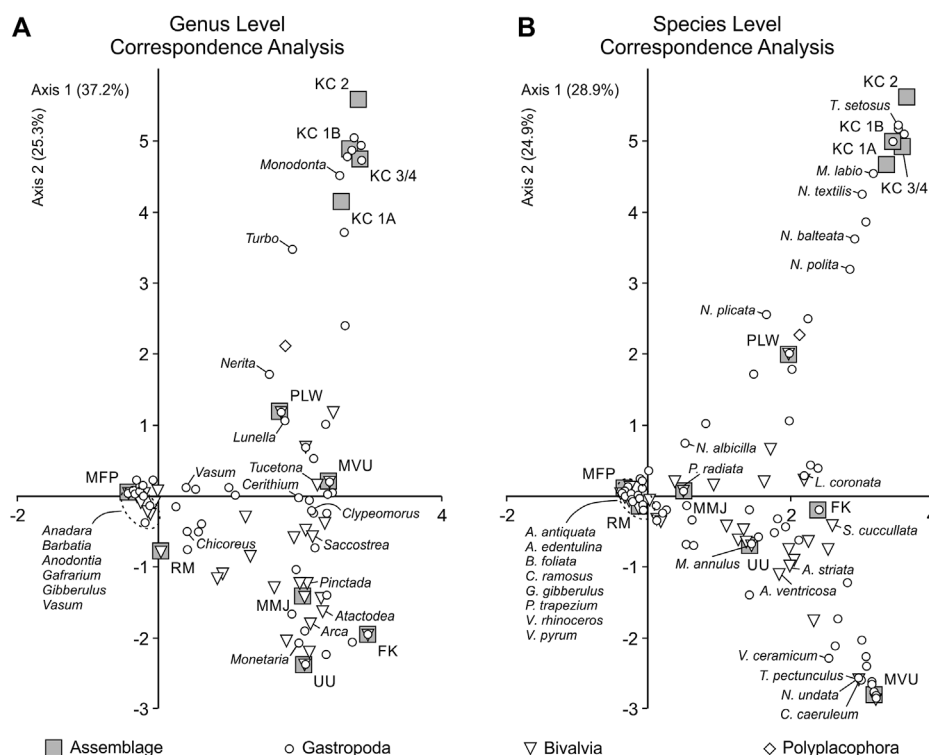 A
Genus Level
Correspondence Analysis
Axis 1 (37.2%)
Axis 2 (25.3%)
KC 2
KC 1B
Monodonta
KC 3/4
KC 1A
Turbo
Nerita
PLW
Lunella
MFP
Vasum
Tucetona
MVU
Cerithium
Clypeomorus
Anadara
Barbatia
Anodontia
Gafrarium
Gibberulus
Vasum
Chicoreus
Saccostrea
RM
Pinctada
MMJ
Atactodea
Arca
Monetaria
FK
UU
5
4
3
2
1
-1
-2
-3
-2
2
4
B
Species Level
Correspondence Analysis
Axis 1 (28.9%)
Axis 2 (24.9%)
KC 2
T. setosus
KC 1B
KC 1A
M. labio
KC 3/4
N. textilis
N. balteata
N. polita
N. plicata
PLW
N. albicilla
MFP
P. radiata
L. coronata
RM
MMJ
FK
A. antiquata
A. edentulina
B. foliata
C. ramosus
G. gibberulus
P. trapezium
V. rhinoceros
V. pyrum
M. annulus
UU
S. cuccullata
A. striata
A. ventricosa
V. ceramicum
T. pectunculus
MVU
N. undata
C. caeruleum
5
4
3
2
1
-1
-2
-3
-2
2
4
Assemblage
Gastropoda
Bivalvia
Polyplacophora